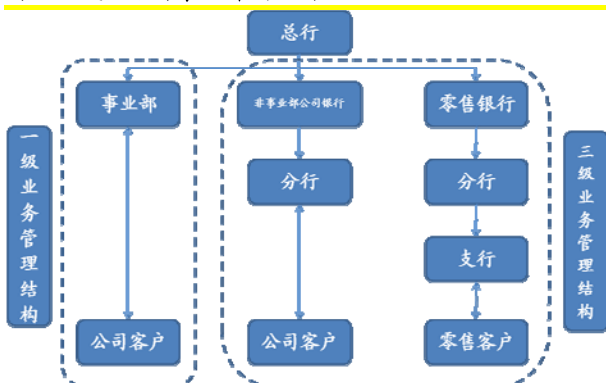 总行
事业部
非事业部公司银行
零售银行
一级业务管理结构
分行
分行
三级业务管理结构
支行
公司客户
公司客户
零售客户